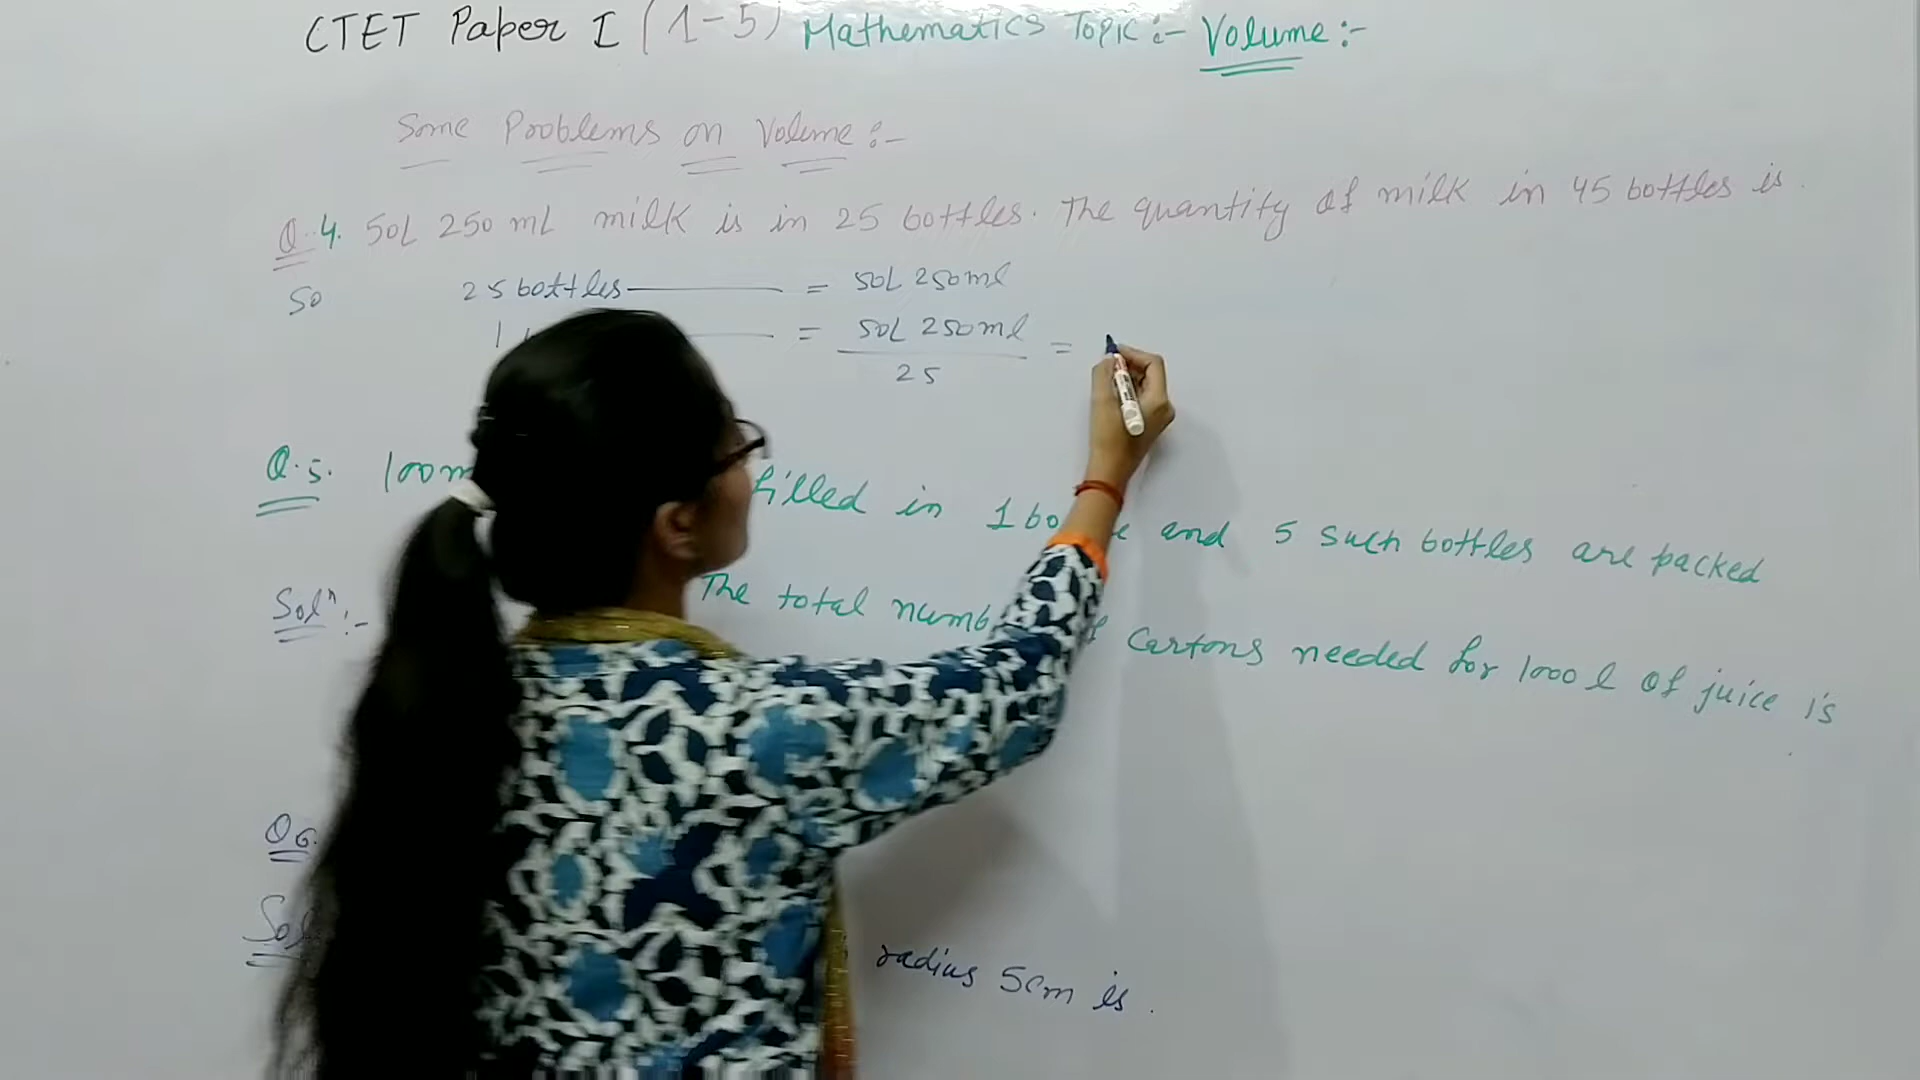 CTET Paper I (1-5) Mathematics Topic:- Volume:-
Some Problems on Volume:-
Q.4. 50L 250 mL milk is in 25 bottles. The quantity of milk in 45 bottles is.
So 25 bottles = 50L 250ml
1 = 50L 250ml / 25 =
Q.5. 100m filled in 1 and 5 such bottles are packed
Solⁿ:- The total of Cartons needed for 1000 l of juice is
Q6.
radius 5cm is.